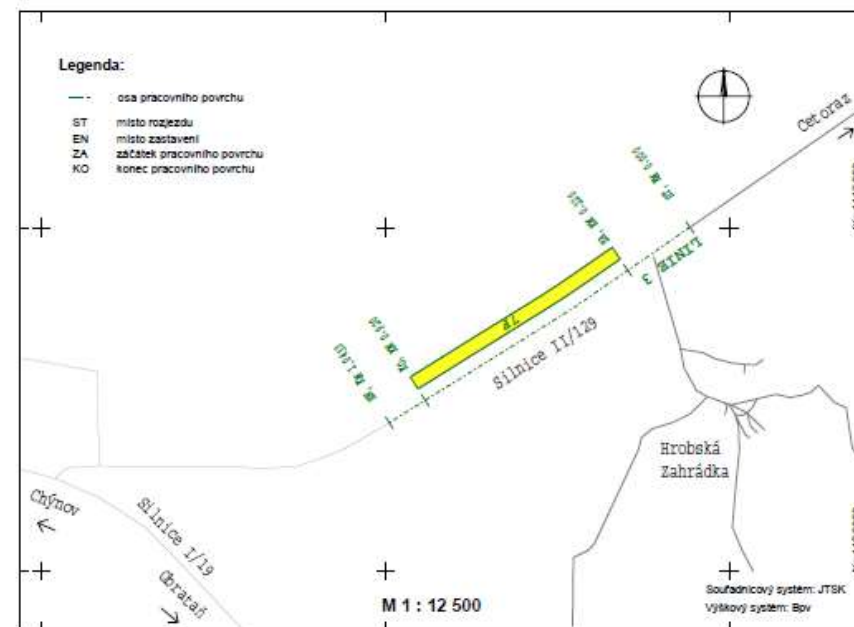 Legenda:
osa pracovního povrchu
ST místo rozjezdu
EN místo zastavení
ZA záčátek pracovního povrchu
KO konec pracovního povrchu
Cetoraz
LINIE 3
7P
Silnice II/129
Hrobská
Zahrádka
Chýnov
Silnice I/19
Obrataň
M 1 : 12 500
Souřadnicový systém: JTSK
Výškový systém: Bpv